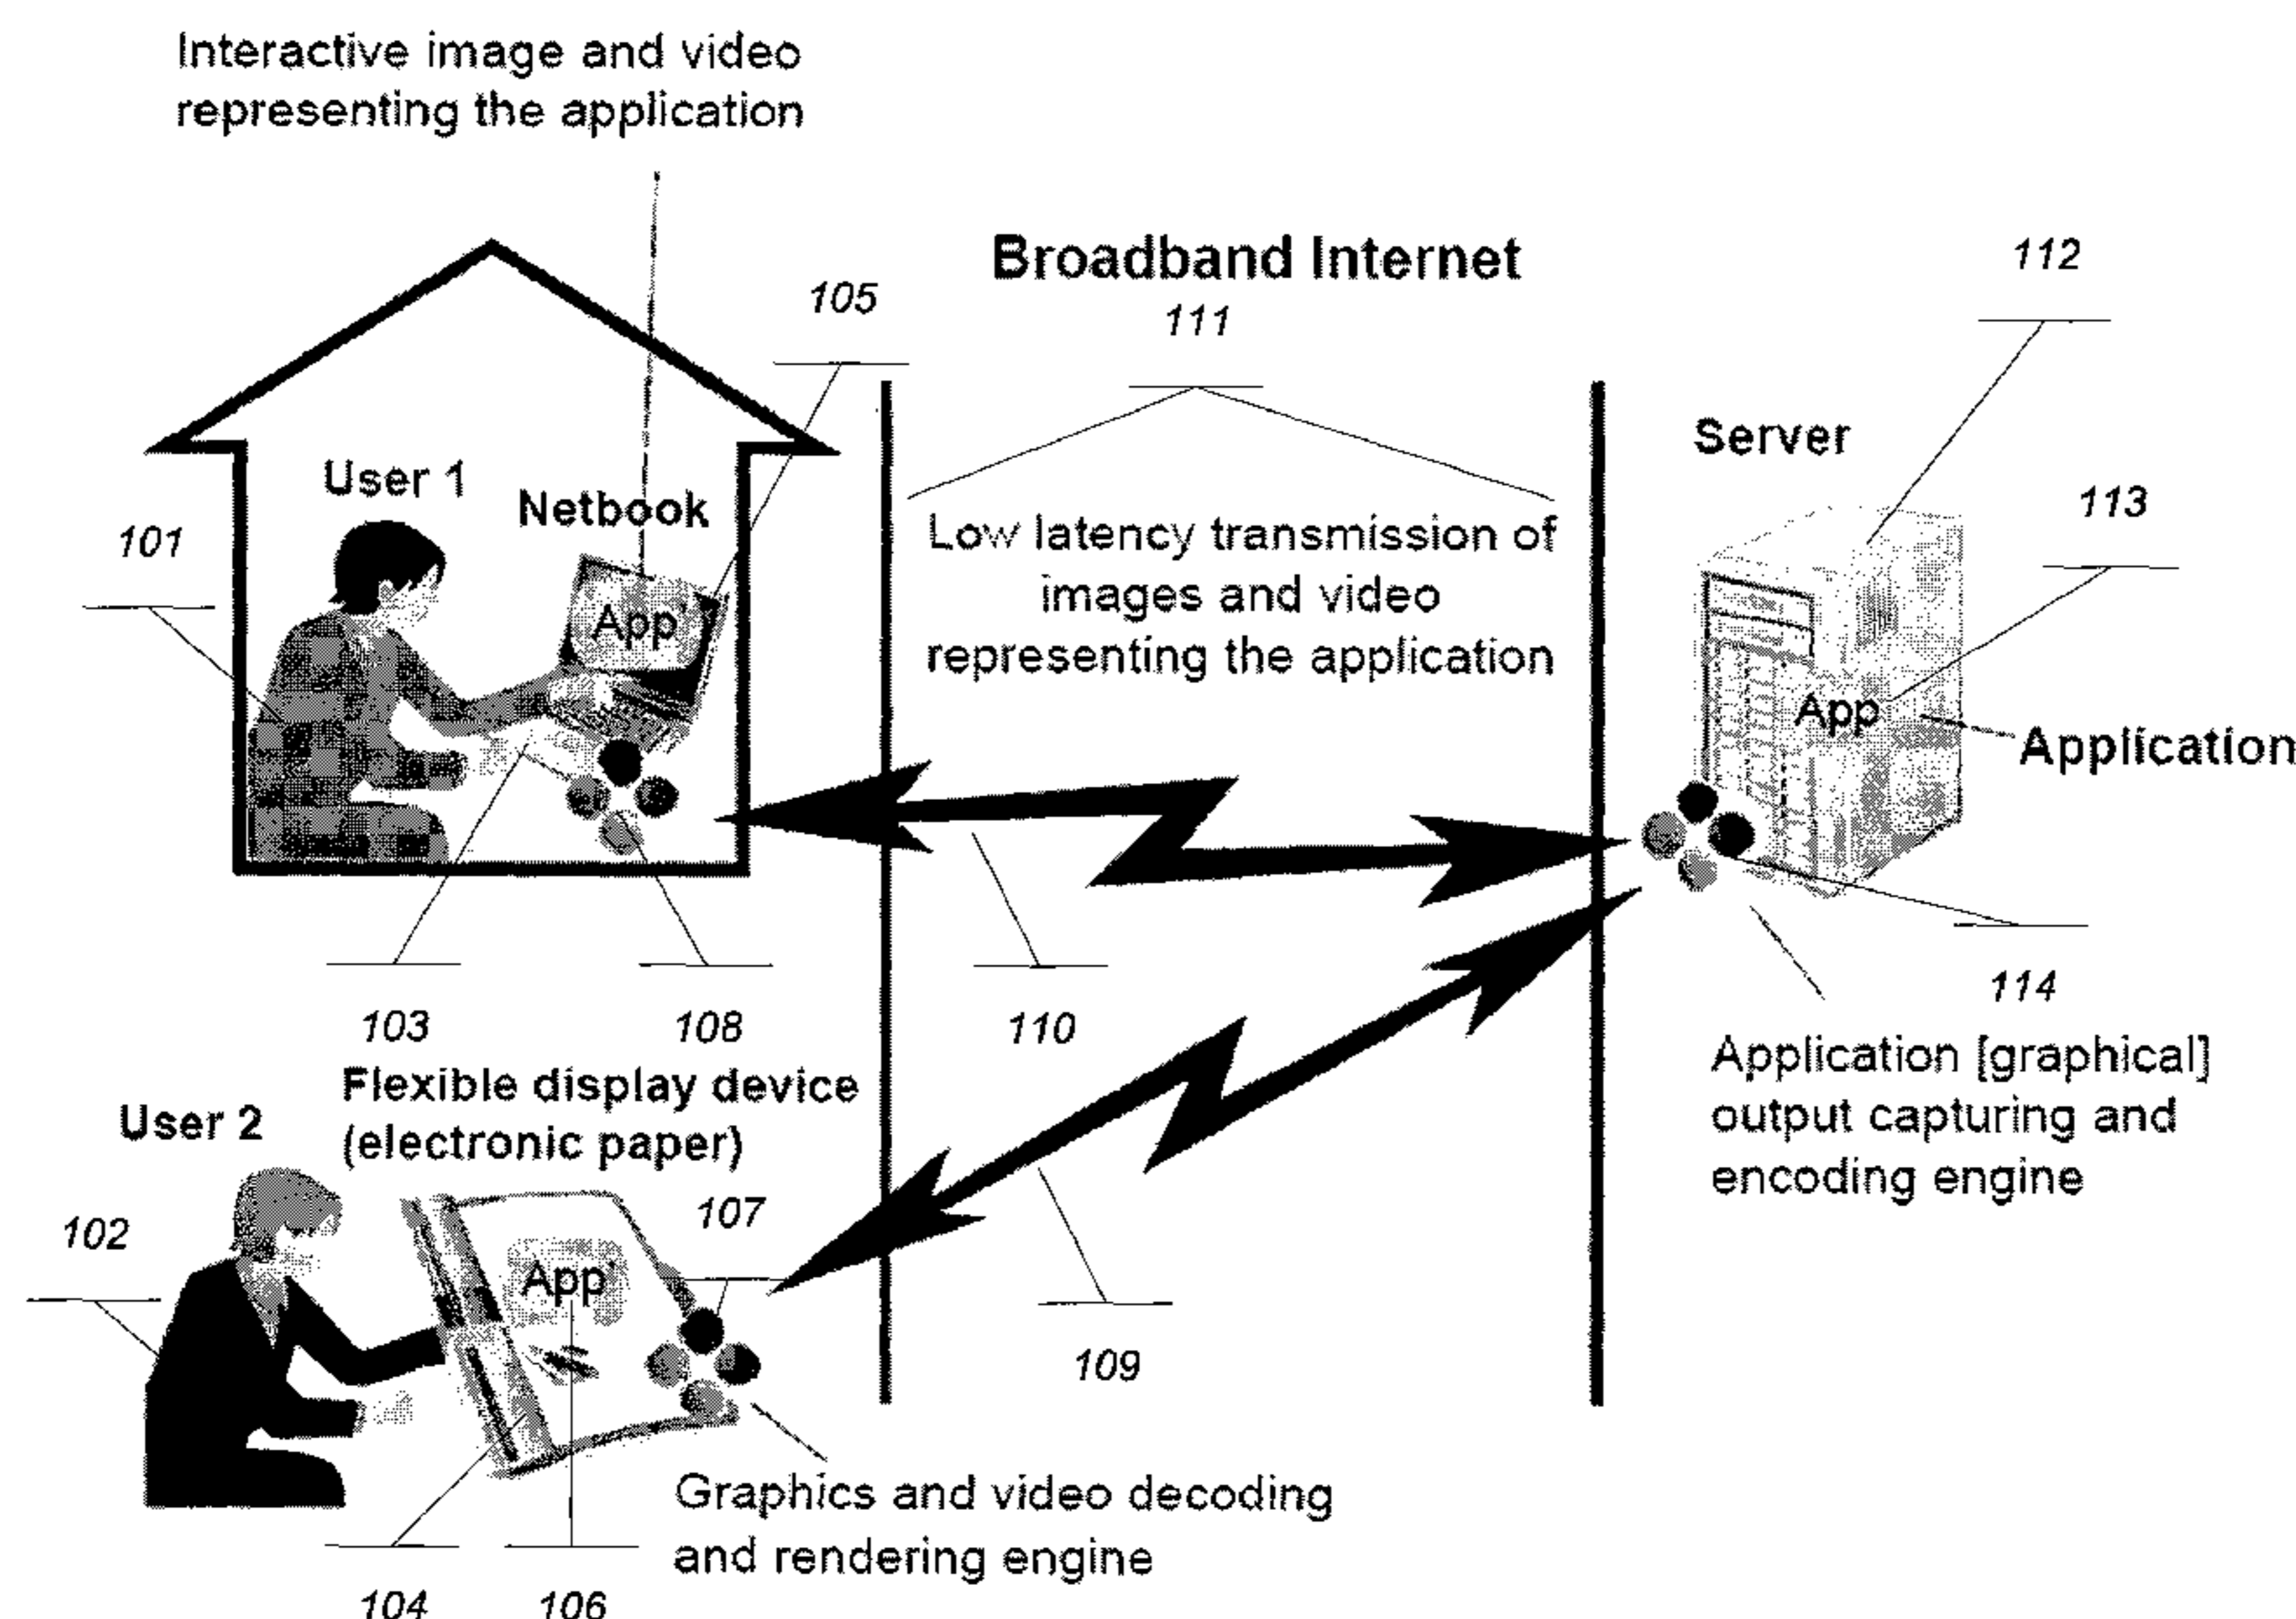 Interactive image and video
representing the application
Broadband Internet
111
112
105
Server
User 1
Netbook
101
113
App'
Low latency transmission of
images and video
representing the application
App
Application
103
108
110
114
Flexible display device
(electronic paper)
User 2
Application [graphical]
output capturing and
encoding engine
102
107
App'
109
Graphics and video decoding
and rendering engine
104
106